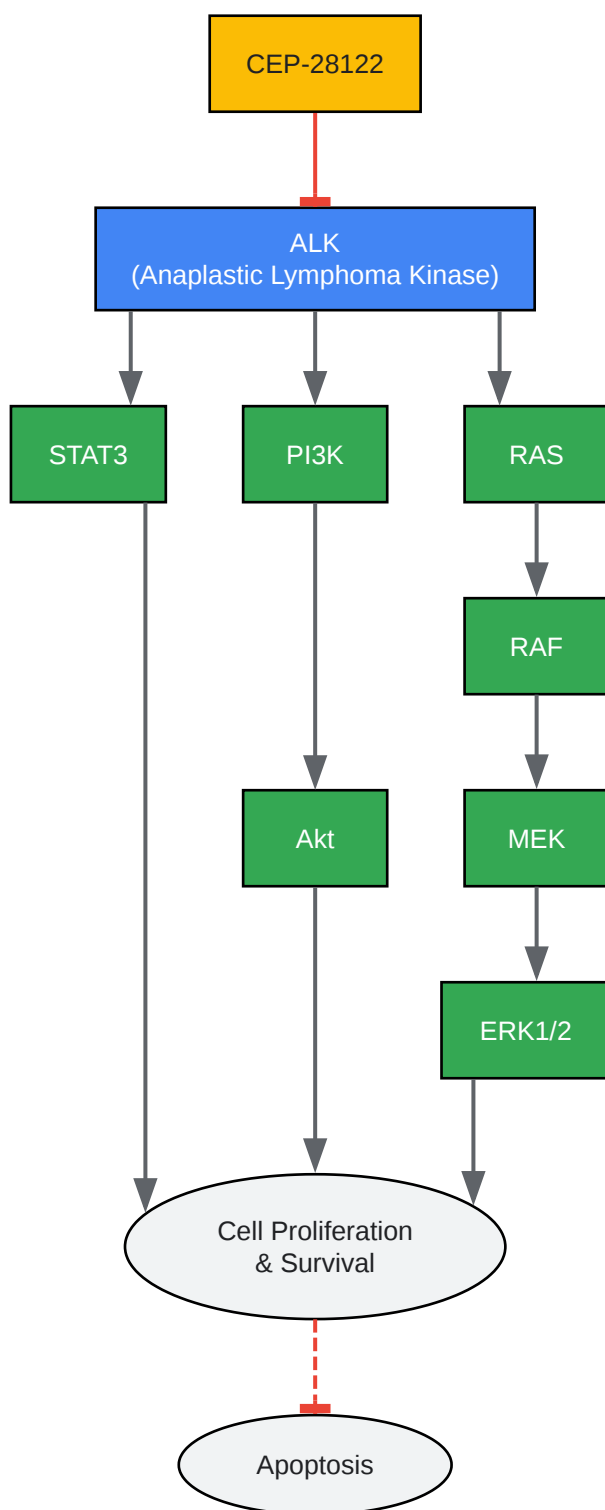 CEP-28122
ALK
(Anaplastic Lymphoma Kinase)
STAT3
PI3K
RAS
RAF
Akt
MEK
ERK1/2
Cell Proliferation
& Survival
Apoptosis